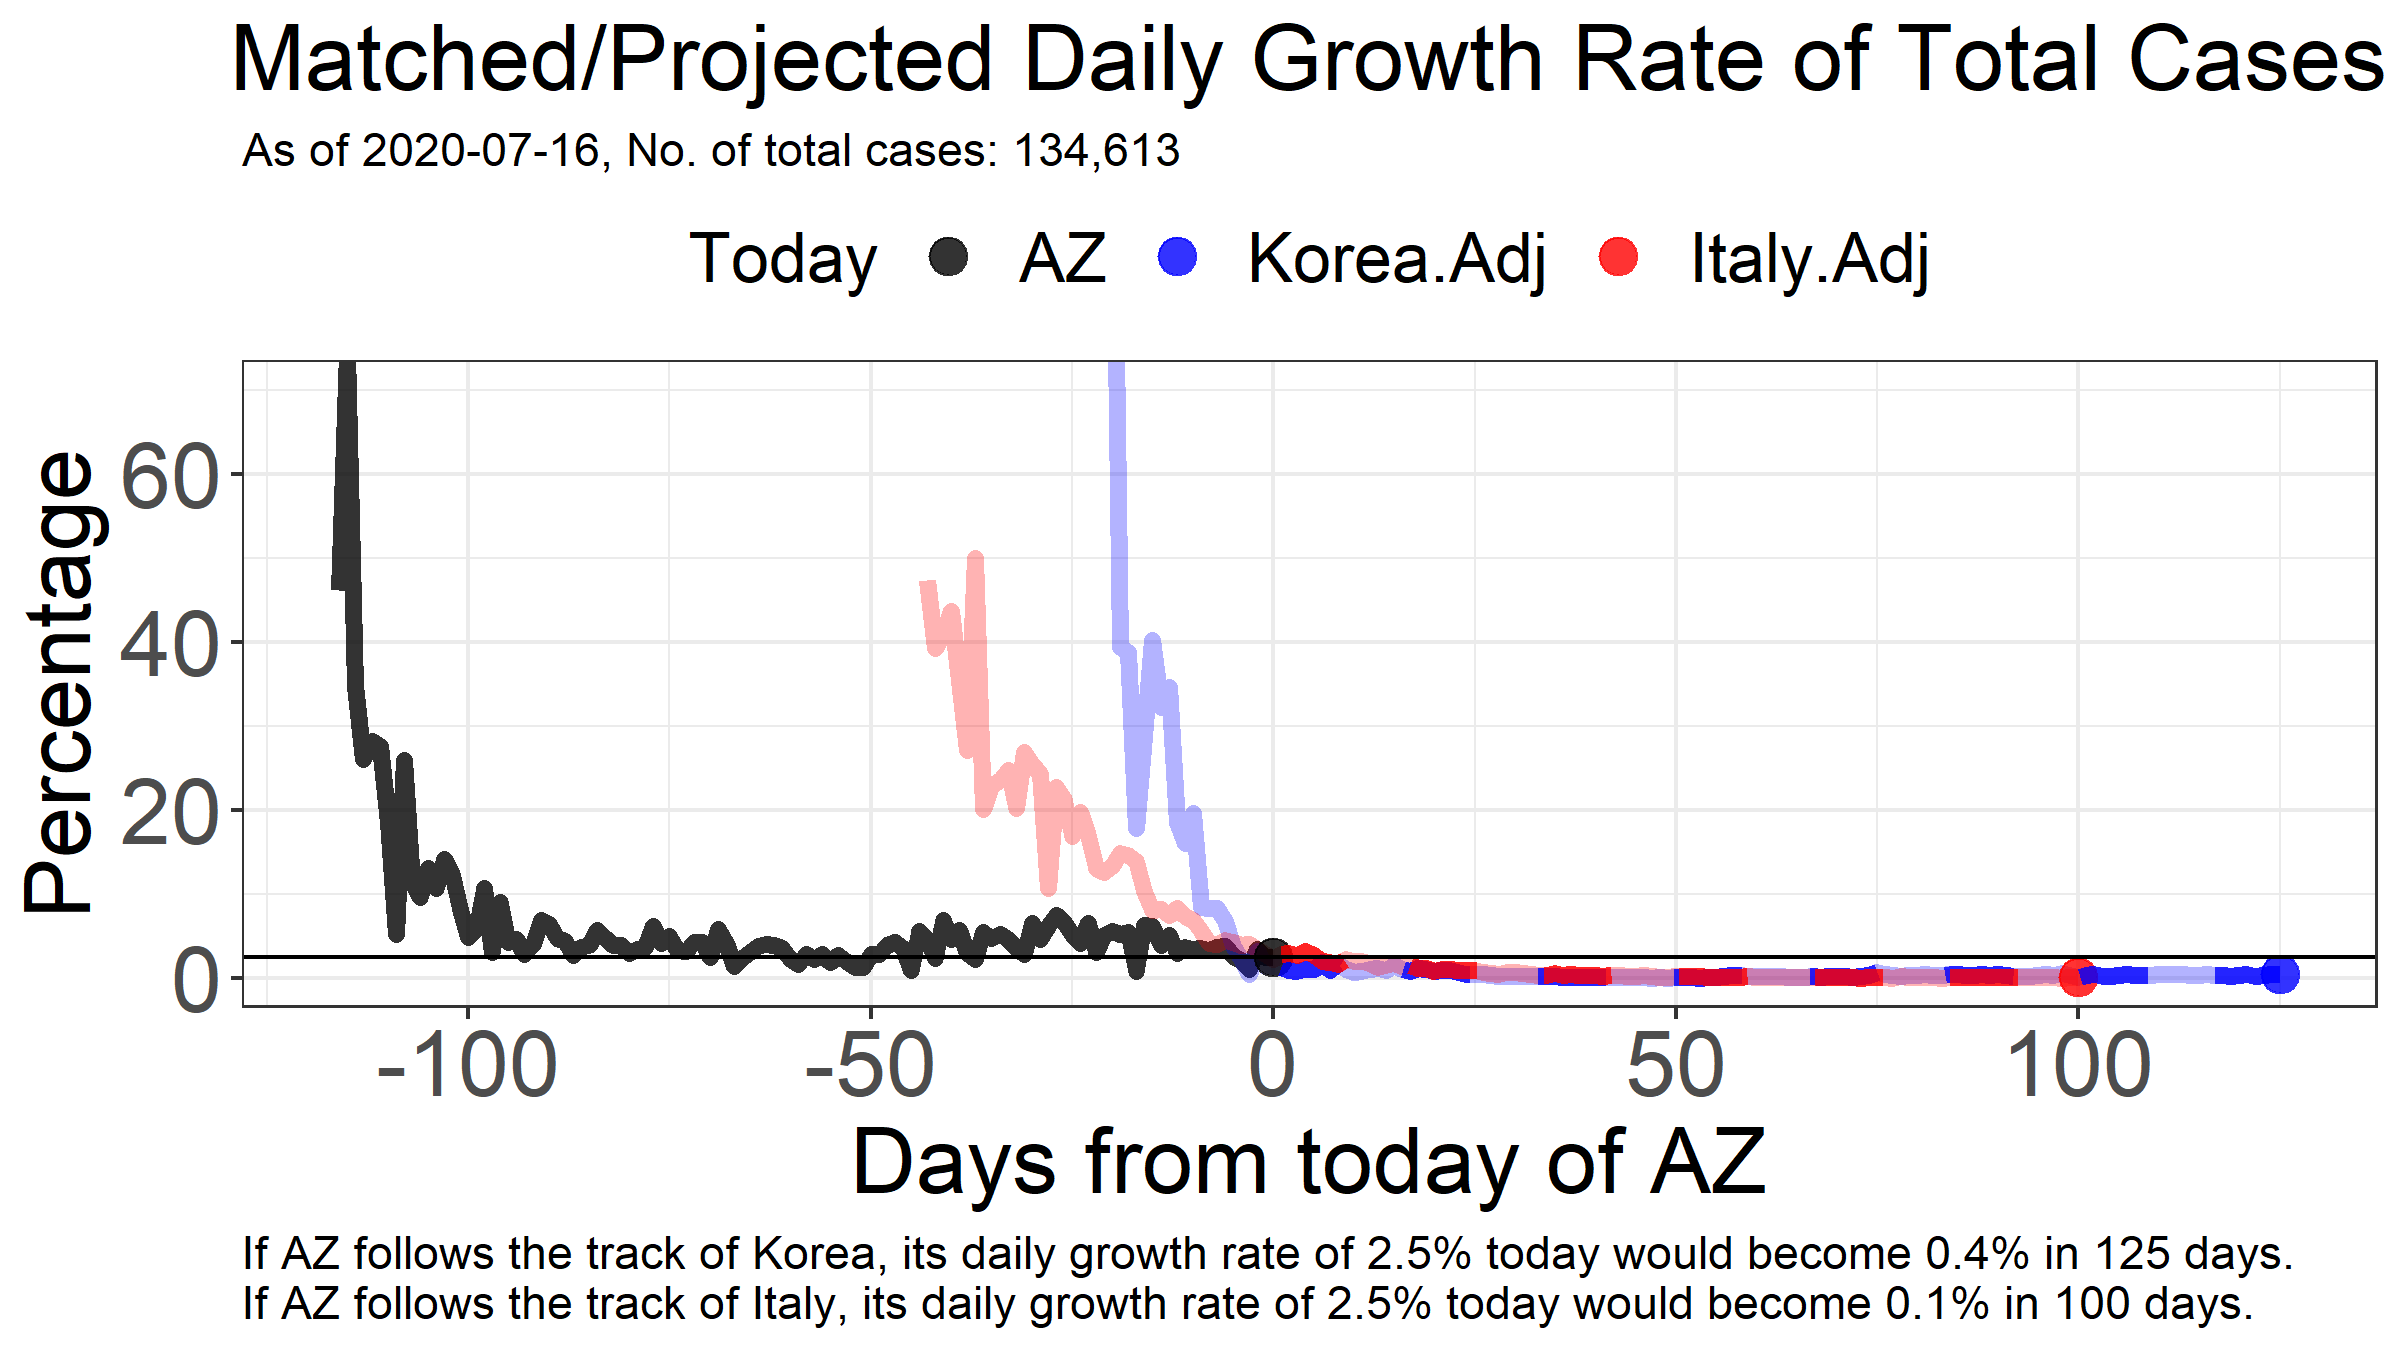 Matched/Projected Daily Growth Rate of Total Cases
As of 2020-07-16, No. of total cases: 134,613
Today AZ Korea.Adj Italy.Adj
Percentage
60
40
20
0
-100 -50 0 50 100
Days from today of AZ
If AZ follows the track of Korea, its daily growth rate of 2.5% today would become 0.4% in 125 days.
If AZ follows the track of Italy, its daily growth rate of 2.5% today would become 0.1% in 100 days.